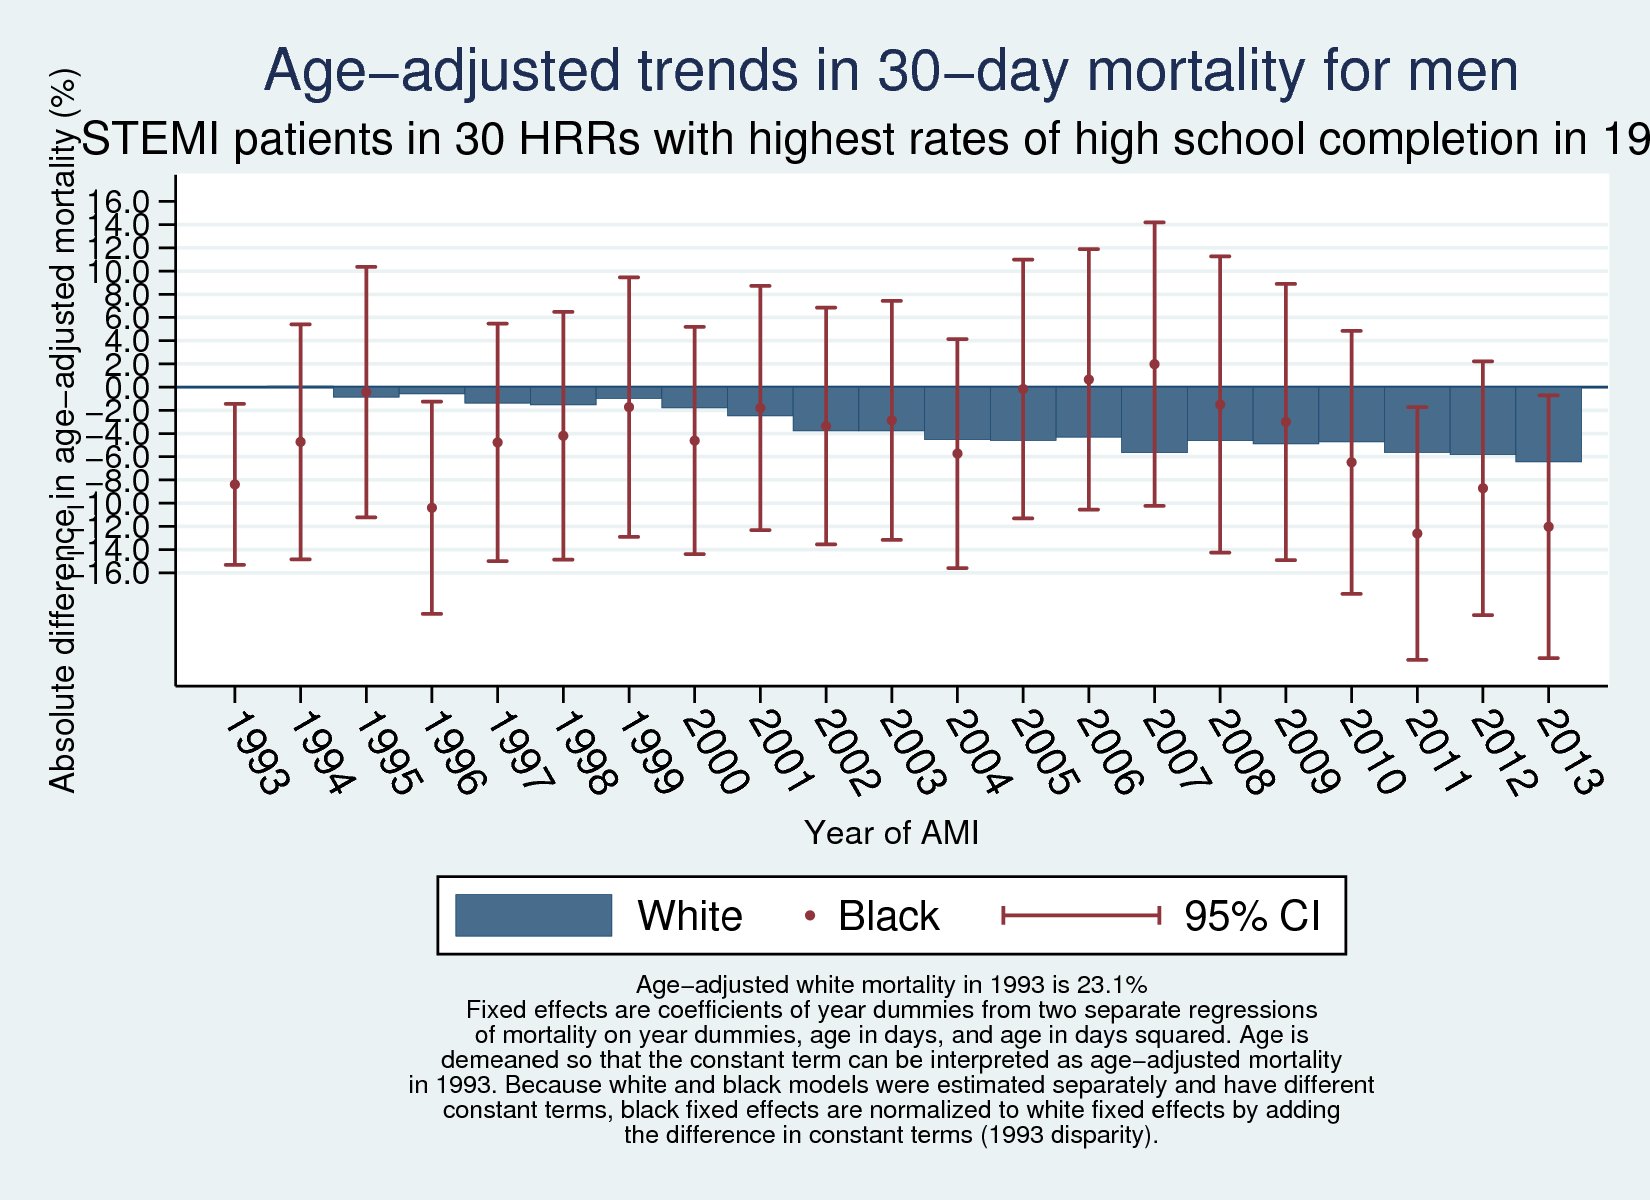 Age−adjusted trends in 30−day mortality for men
STEMI patients in 30 HRRs with highest rates of high school completion in 19
Absolute difference in age−adjusted mortality (%)
16.0
14.0
12.0
10.0
8.0
6.0
4.0
2.0
0.0
−2.0
−4.0
−6.0
−8.0
−10.0
−12.0
−14.0
−16.0
1993 1994 1995 1996 1997 1998 1999 2000 2001 2002 2003 2004 2005 2006 2007 2008 2009 2010 2011 2012 2013
Year of AMI
White Black 95% CI
Age−adjusted white mortality in 1993 is 23.1%
Fixed effects are coefficients of year dummies from two separate regressions
of mortality on year dummies, age in days, and age in days squared. Age is
demeaned so that the constant term can be interpreted as age−adjusted mortality
in 1993. Because white and black models were estimated separately and have different
constant terms, black fixed effects are normalized to white fixed effects by adding
the difference in constant terms (1993 disparity).